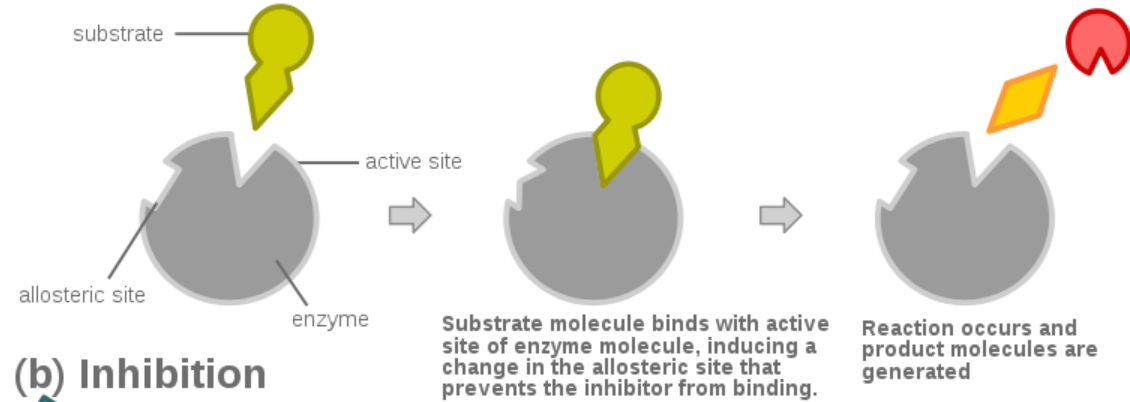 substrate
active site
allosteric site
enzyme
Substrate molecule binds with active
site of enzyme molecule, inducing a
change in the allosteric site that
prevents the inhibitor from binding.
Reaction occurs and
product molecules are
generated
(b) Inhibition